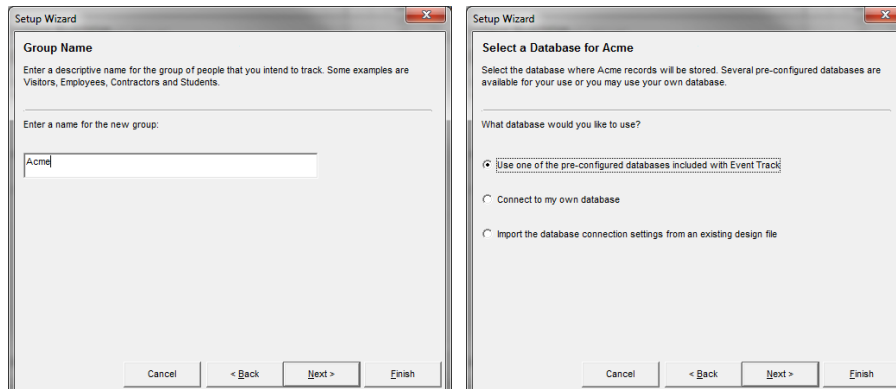 Setup Wizard
Group Name
Enter a descriptive name for the group of people that you intend to track. Some examples are
Visitors, Employees, Contractors and Students.
Enter a name for the new group:
Acme
Cancel
< Back
Next >
Finish
Setup Wizard
Select a Database for Acme
Select the database where Acme records will be stored. Several pre-configured databases are
available for your use or you may use your own database.
What database would you like to use?
Use one of the pre-configured databases included with Event Track
Connect to my own database
Import the database connection settings from an existing design file
Cancel
< Back
Next >
Finish